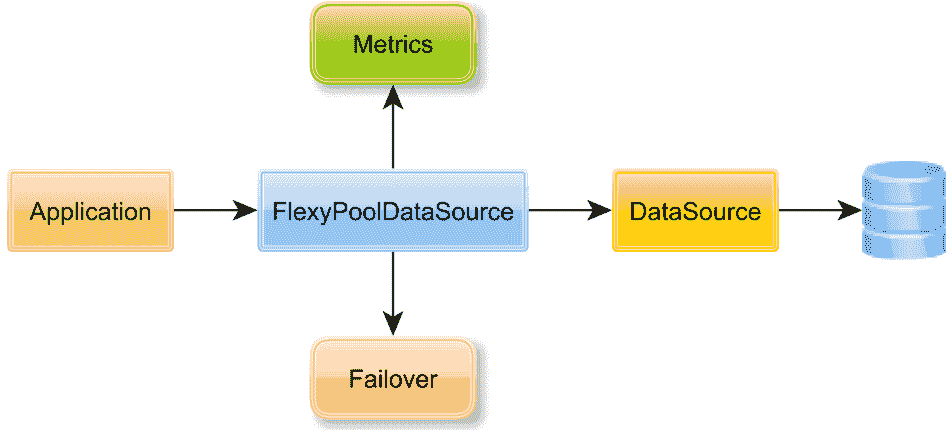 Metrics
Application
FlexyPoolDataSource
DataSource
Failover